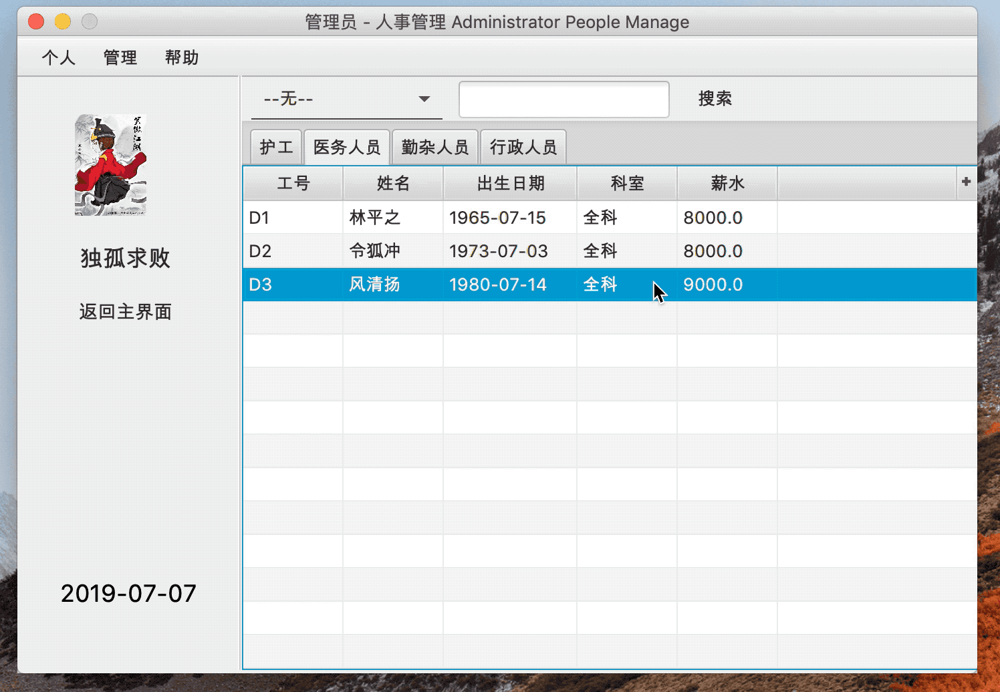 管理员 - 人事管理 Administrator People Manage
个人 管理 帮助
--无-- 搜索
笑傲江湖
护工 医务人员 勤杂人员 行政人员
工号 姓名 出生日期 科室 薪水 +
D1 林平之 1965-07-15 全科 8000.0
D2 令狐冲 1973-07-03 全科 8000.0
D3 风清扬 1980-07-14 全科 9000.0
独孤求败
返回主界面
2019-07-07